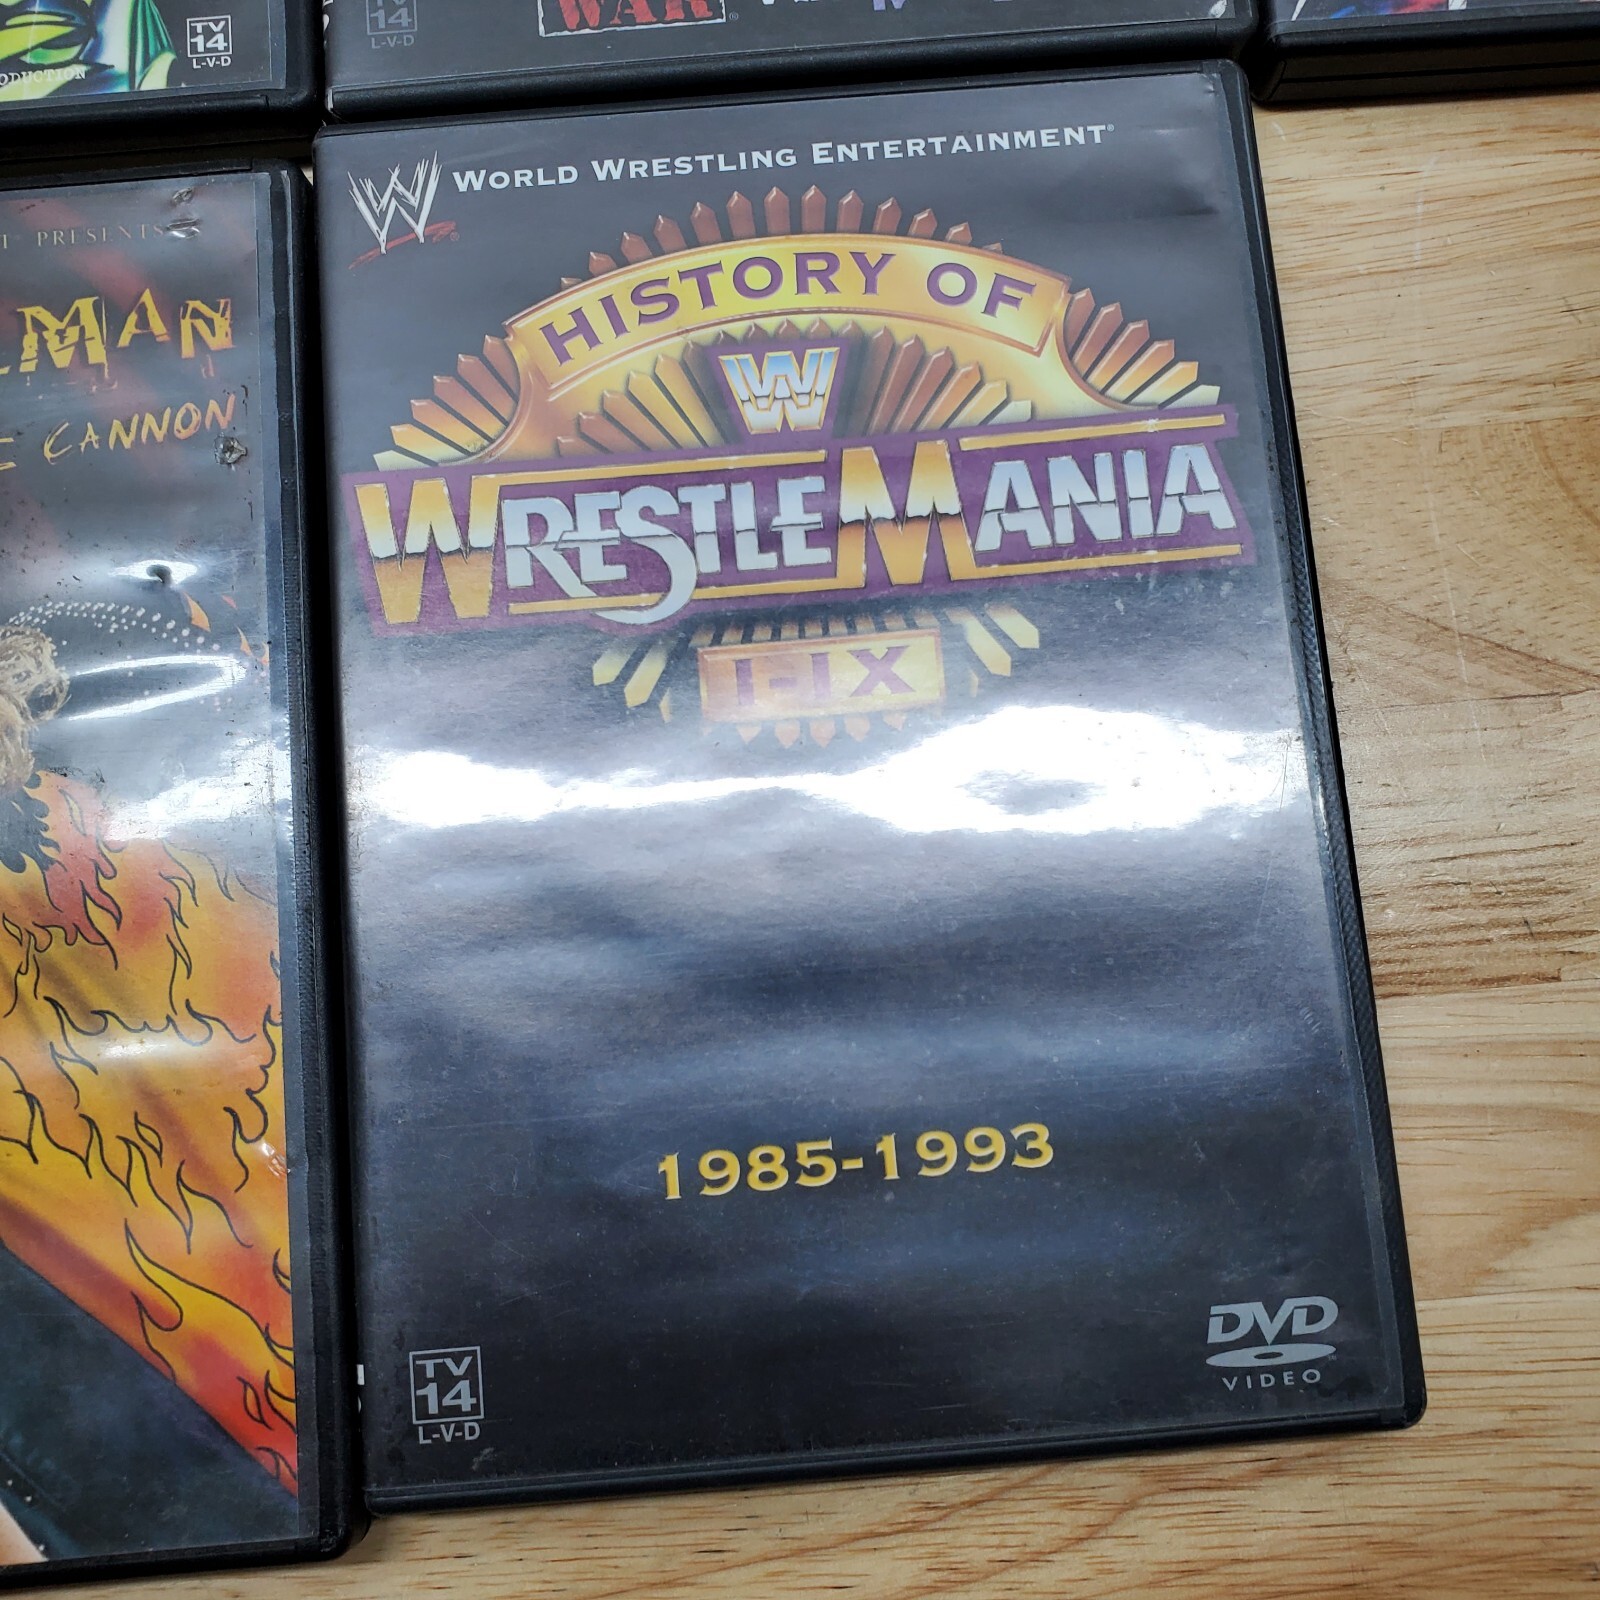 ODUCTION
TV
14
L-V-D
TV
14
L-V-D
WAR
PRESENTS
MAN
CANNON
WORLD WRESTLING ENTERTAINMENT®
HISTORY OF
W
WRESTLEMANIA
I-IX
1985-1993
TV
14
L-V-D
DVD
VIDEO